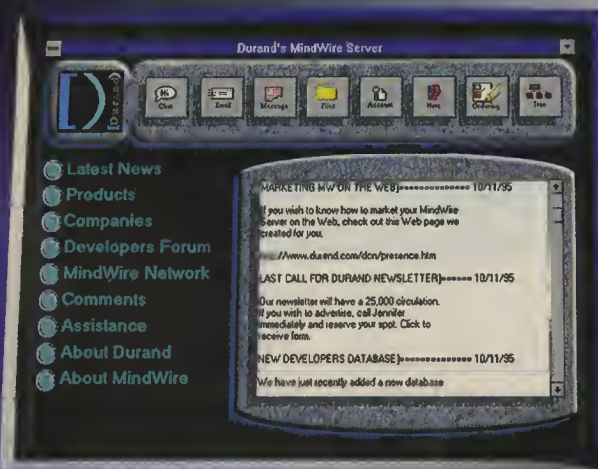 Durand's MindWire Server
[Durand]
Hi
Chat
Email
Message
Files
Account
Here
Ordering
Tree
Latest News
Products
Companies
Developers Forum
MindWire Network
Comments
Assistance
About Durand
About MindWire
MARKETING MW ON THE WEB]============== 10/11/95
If you wish to know how to market your MindWire
Server on the Web, check out this Web page we
created for you.
://www.durand.com/dcn/presence.htm
LAST CALL FOR DURAND NEWSLETTER]====== 10/11/95
Our newsletter will have a 25,000 circulation.
If you wish to advertise, call Jennifer
immediately and reserve your spot. Click to
receive form.
NEW DEVELOPERS DATABASE]============== 10/11/95
We have just recently added a new database